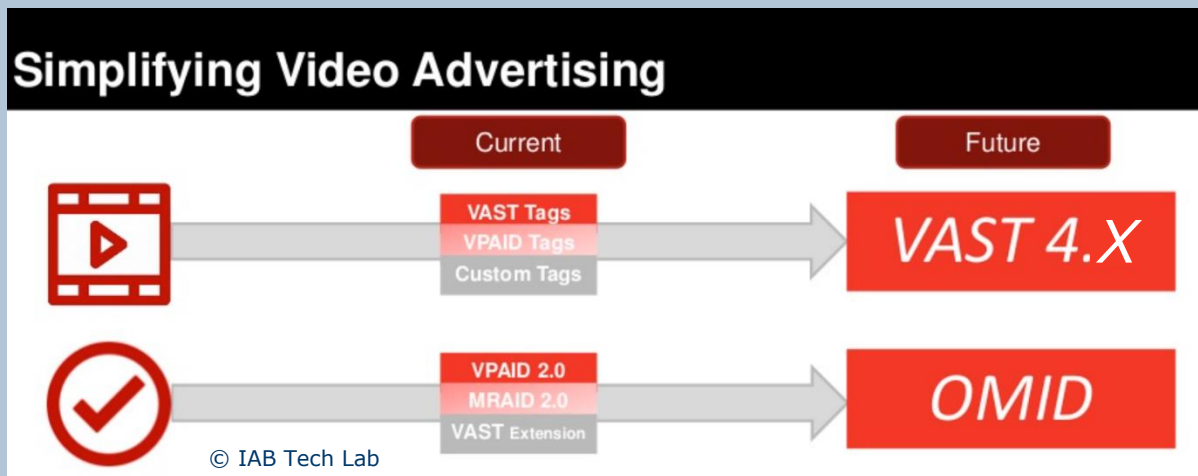 Simplifying Video Advertising
Current
Future
VAST Tags
VPAID Tags
Custom Tags
VAST 4.X
VPAID 2.0
MRAID 2.0
VAST Extension
OMID
© IAB Tech Lab